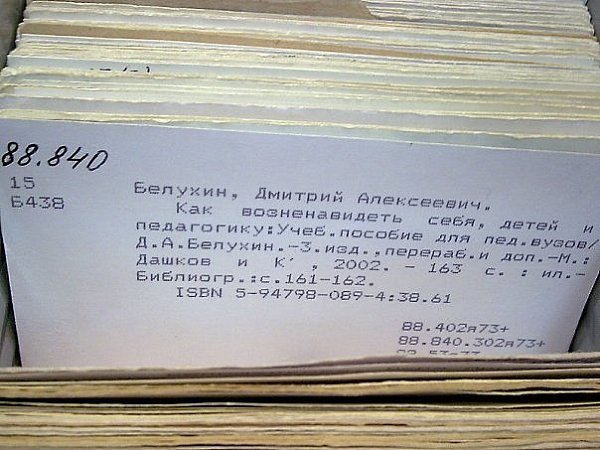 88.840
15
Б438
Белухин, Дмитрий Алексеевич.
Как возненавидеть себя, детей и
педагогику:Учеб.пособие для пед.вузов/
Д.А.Белухин.-3.изд.,перераб.и доп.-М.:
Дашков и К', 2002. - 163 с. : ил.-
Библиогр.:с.161-162.
ISBN 5-94798-089-4:38.61
88.402я73+
88.840.302я73+